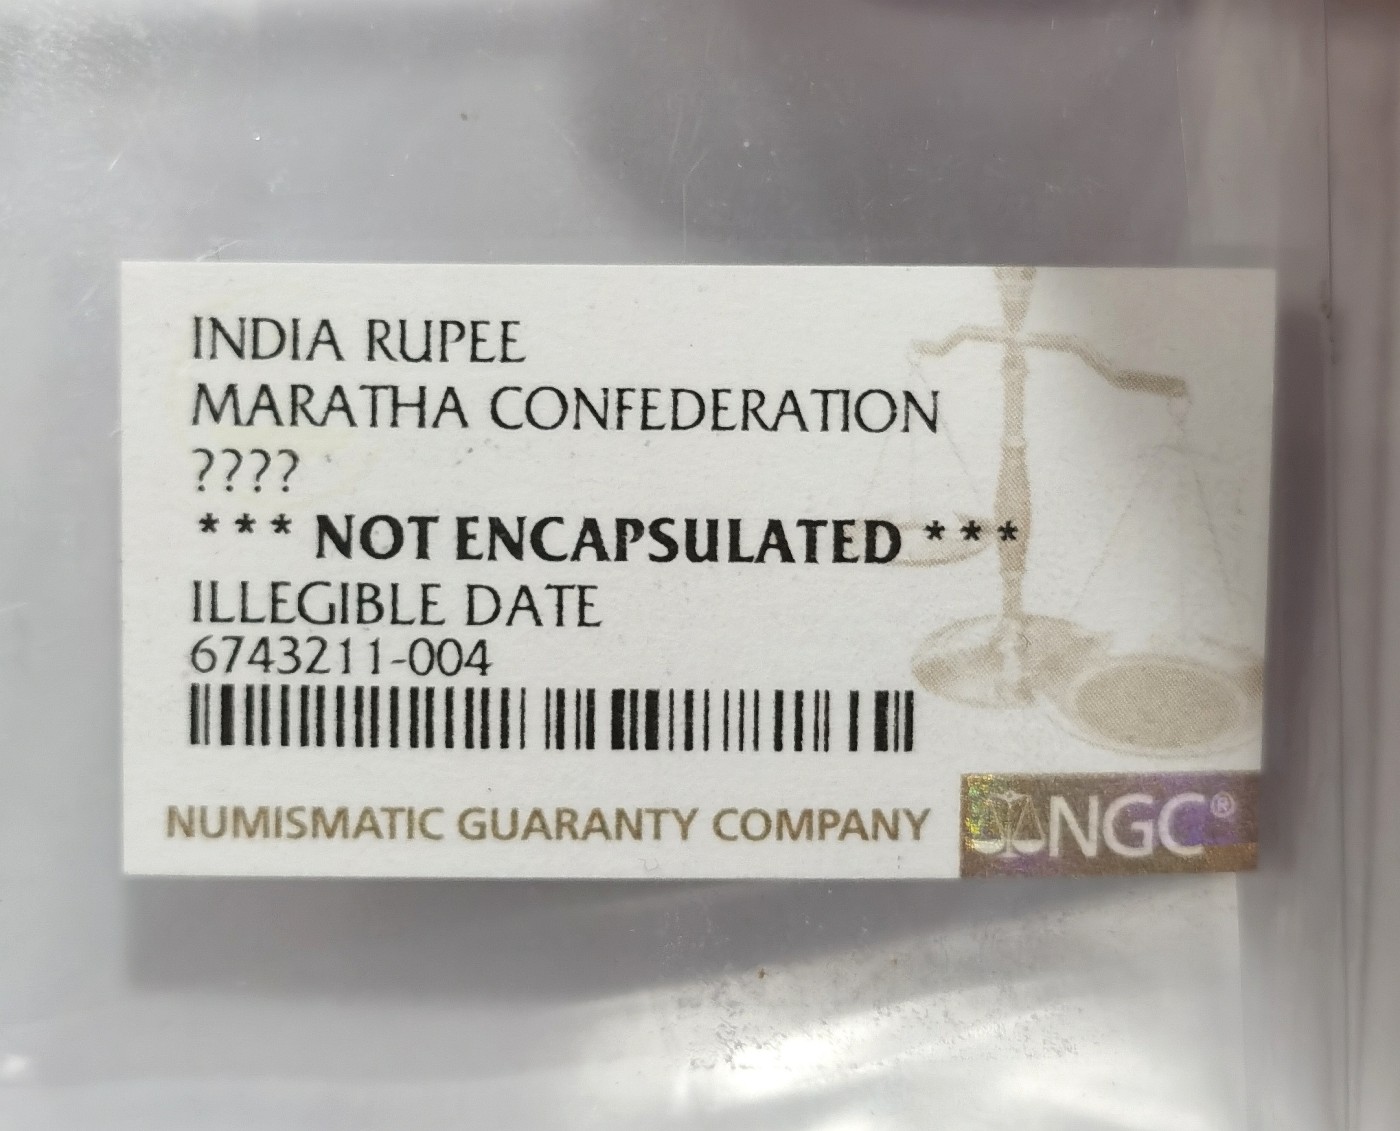 INDIA RUPEE
MARATHA CONFEDERATION
????
*** NOT ENCAPSULATED ***
ILLEGIBLE DATE
6743211-004
NUMISMATIC GUARANTY COMPANY
NGC®